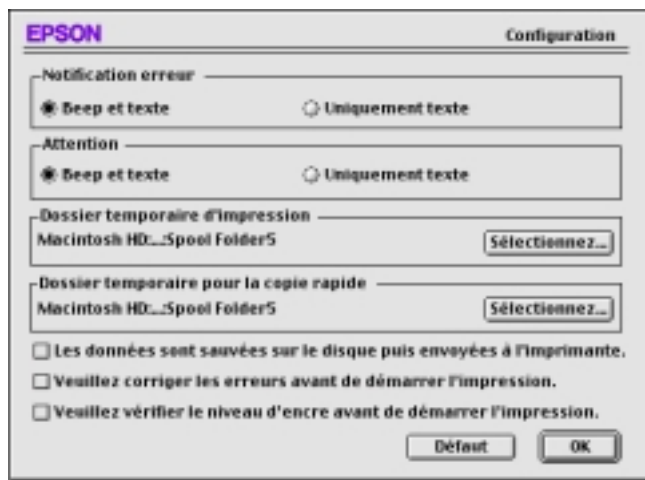 EPSON Configuration
Notification erreur
Beep et texte Uniquement texte
Attention
Beep et texte Uniquement texte
Dossier temporaire d'impression
Macintosh HD:...:Spool Folder5 Sélectionnez...
Dossier temporaire pour la copie rapide
Macintosh HD:...:Spool Folder5 Sélectionnez...
Les données sont sauvées sur le disque puis envoyées à l'imprimante.
Veuillez corriger les erreurs avant de démarrer l'impression.
Veuillez vérifier le niveau d'encre avant de démarrer l'impression.
Défaut OK